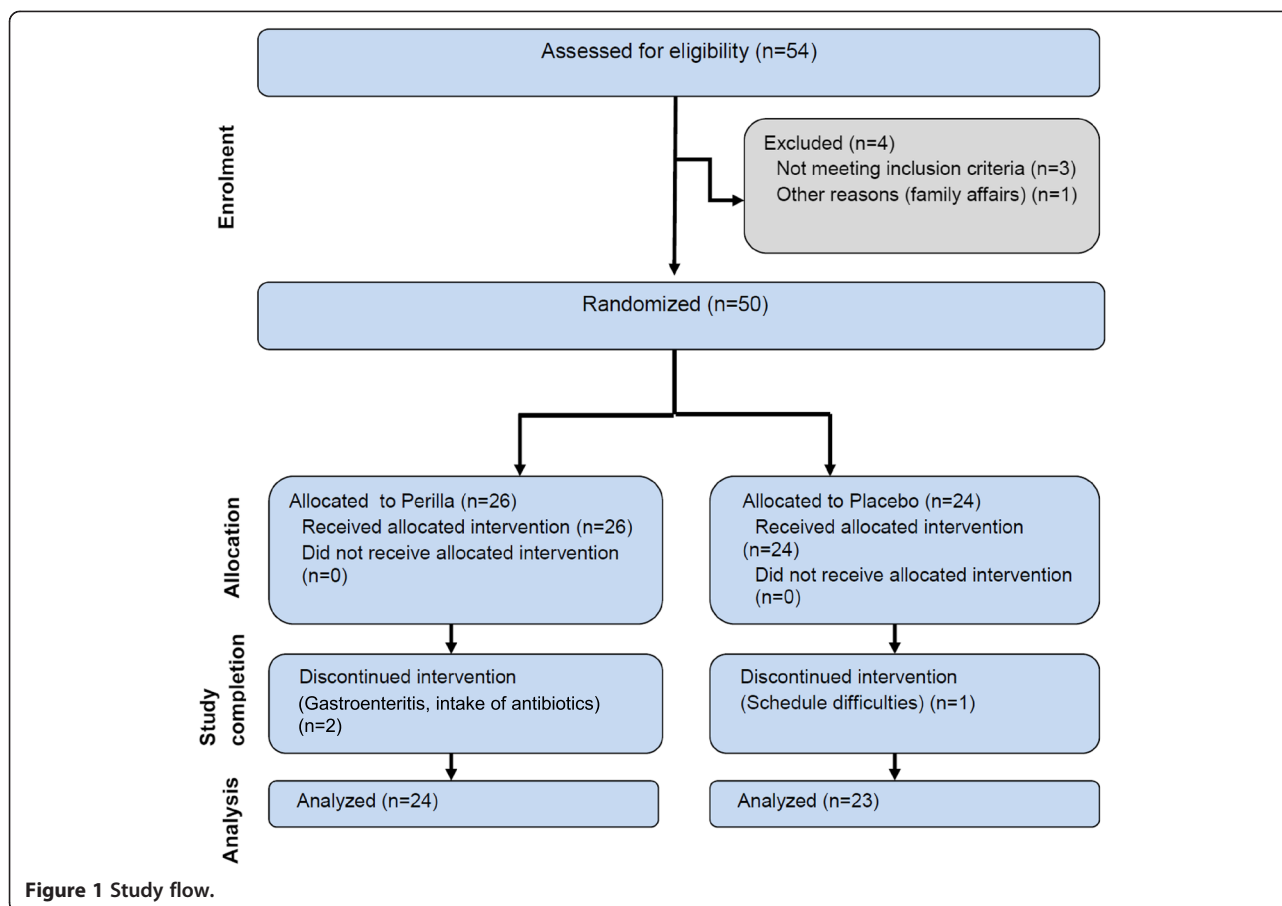 Assessed for eligibility (n=54)
Enrolment
Excluded (n=4)
Not meeting inclusion criteria (n=3)
Other reasons (family affairs) (n=1)
Randomized (n=50)
Allocation
Allocated to Perilla (n=26)
Received allocated intervention (n=26)
Did not receive allocated intervention
(n=0)
Allocated to Placebo (n=24)
Received allocated intervention
(n=24)
Did not receive allocated intervention
(n=0)
Study
completion
Discontinued intervention
(Gastroenteritis, intake of antibiotics)
(n=2)
Discontinued intervention
(Schedule difficulties) (n=1)
Analysis
Analyzed (n=24)
Analyzed (n=23)
Figure 1 Study flow.